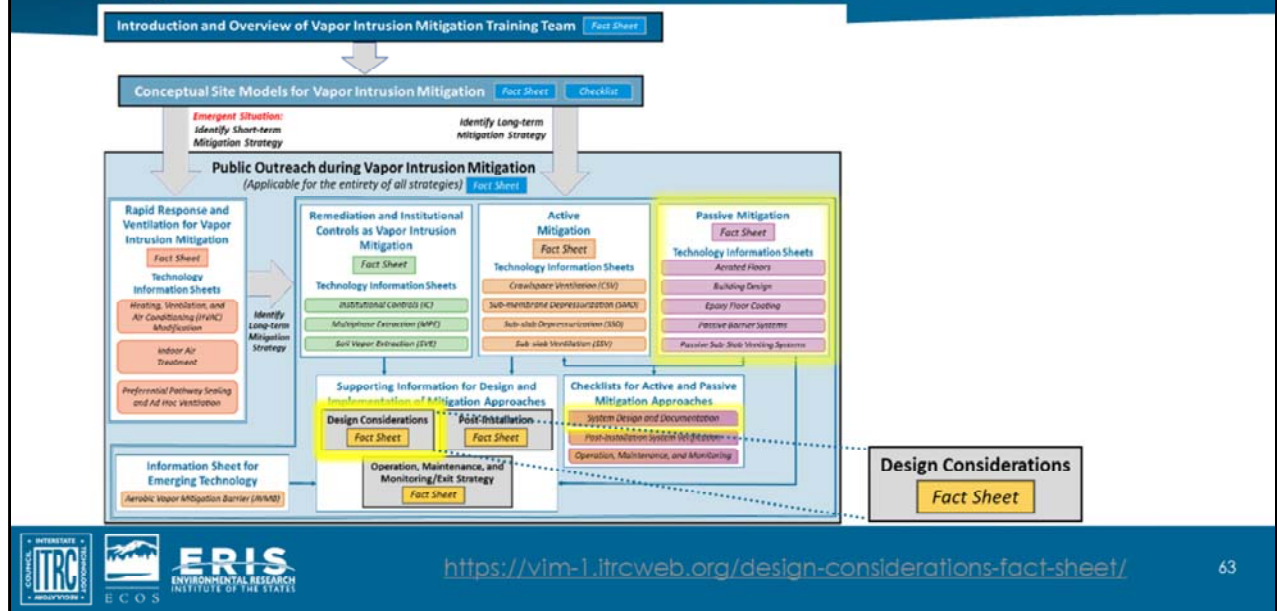 Introduction and Overview of Vapor Intrusion Mitigation Training Team Fact Sheet
Conceptual Site Models for Vapor Intrusion Mitigation Fact Sheet Checklist
Emergent Situation:
Identify Short-term
Mitigation Strategy
Identify Long-term
Mitigation Strategy
Public Outreach during Vapor Intrusion Mitigation
(Applicable for the entirety of all strategies) Fact Sheet
Rapid Response and
Ventilation for Vapor
Intrusion Mitigation
Fact Sheet
Technology
Information Sheets
Heating, Ventilation, and
Air Conditioning (HVAC)
Modification
Indoor Air
Treatment
Preferential Pathway Sealing
and Ad Hoc Ventilation
Identify
Long-term
Mitigation
Strategy
Remediation and Institutional
Controls as Vapor Intrusion
Mitigation
Fact Sheet
Technology Information Sheets
Institutional Controls (IC)
Multiphase Extraction (MPE)
Soil Vapor Extraction (SVE)
Active
Mitigation
Fact Sheet
Technology Information Sheets
Crawlspace Ventilation (CSV)
Sub-membrane Depressurization (SMD)
Sub-slab Depressurization (SSD)
Sub-slab Ventilation (SSV)
Passive Mitigation
Fact Sheet
Technology Information Sheets
Aerated Floors
Building Design
Epoxy Floor Coating
Passive Barrier Systems
Passive Sub-Slab Venting Systems
Supporting Information for Design and
Implementation of Mitigation Approaches
Design Considerations
Fact Sheet
Post-Installation
Fact Sheet
Operation, Maintenance, and
Monitoring/Exit Strategy
Fact Sheet
Checklists for Active and Passive
Mitigation Approaches
System Design and Documentation
Post-Installation System Verification
Operation, Maintenance, and Monitoring
Information Sheet for
Emerging Technology
Aerobic Vapor Mitigation Barrier (AVMB)
Design Considerations
Fact Sheet
INTERSTATE
COUNCIL
ITRC
TECHNOLOGY
REGULATORY
ECOS
ERIS
ENVIRONMENTAL RESEARCH
INSTITUTE OF THE STATES
https://vim-1.itrcweb.org/design-considerations-fact-sheet/
63